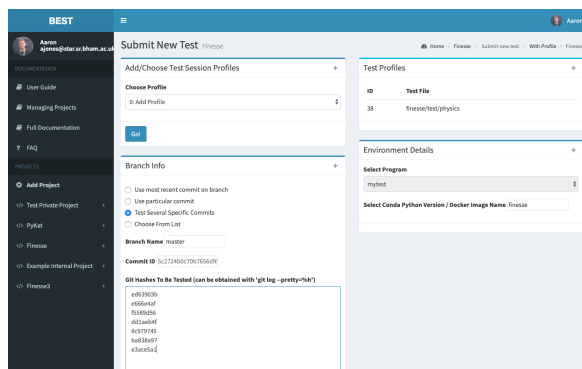 BEST
Aaron
Aaron
ajones@star.sr.bham.ac.uk
DOCUMENTATION
User Guide
Managing Projects
Full Documentation
? FAQ
PROJECTS
Add Project
</> Test Private Project <
</> PyKat <
</> Finesse <
</> Example Internal Project <
</> Finesse3 <
Submit New Test Finesse
Home > Finesse > Submit new test > With Profile > Finesse
Add/Choose Test Session Profiles +
Choose Profile
0: Add Profile
Go!
Branch Info +
Use most recent commit on branch
Use particular commit
Test Several Specific Commits
Choose From List
Branch Name master
Commit ID 5c2724b0c70b7656df(
Git Hashes To Be Tested (can be obtained with 'git log --pretty=%h')
ed63903b
e666e4af
f5589d56
dd1aeb4f
8c979745
ba838a97
e3ace5a1
Test Profiles +
ID Test File
38 finesse/test/physics
Environment Details +
Select Program
mytest
Select Conda Python Version / Docker Image Name finesse